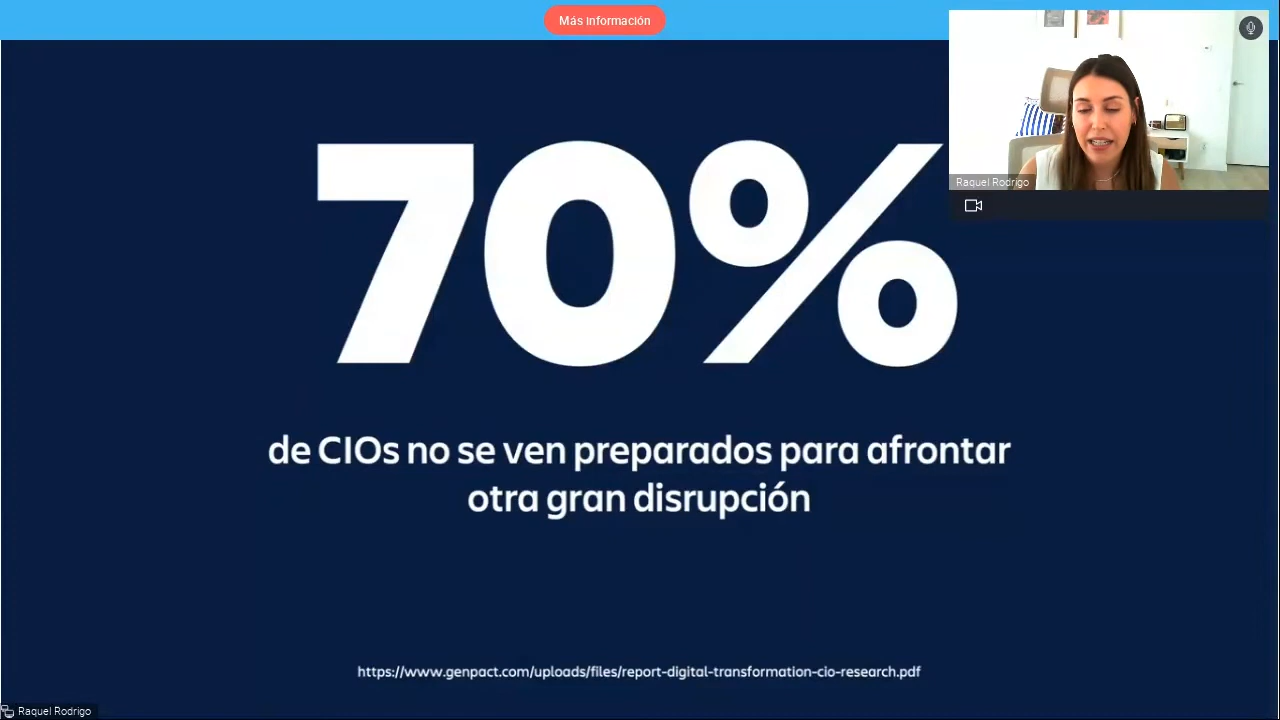 Más información
Raquel Rodrigo
70%
de CIOs no se ven preparados para afrontar
otra gran disrupción
https://www.genpact.com/uploads/files/report-digital-transformation-cio-research.pdf
Raquel Rodrigo